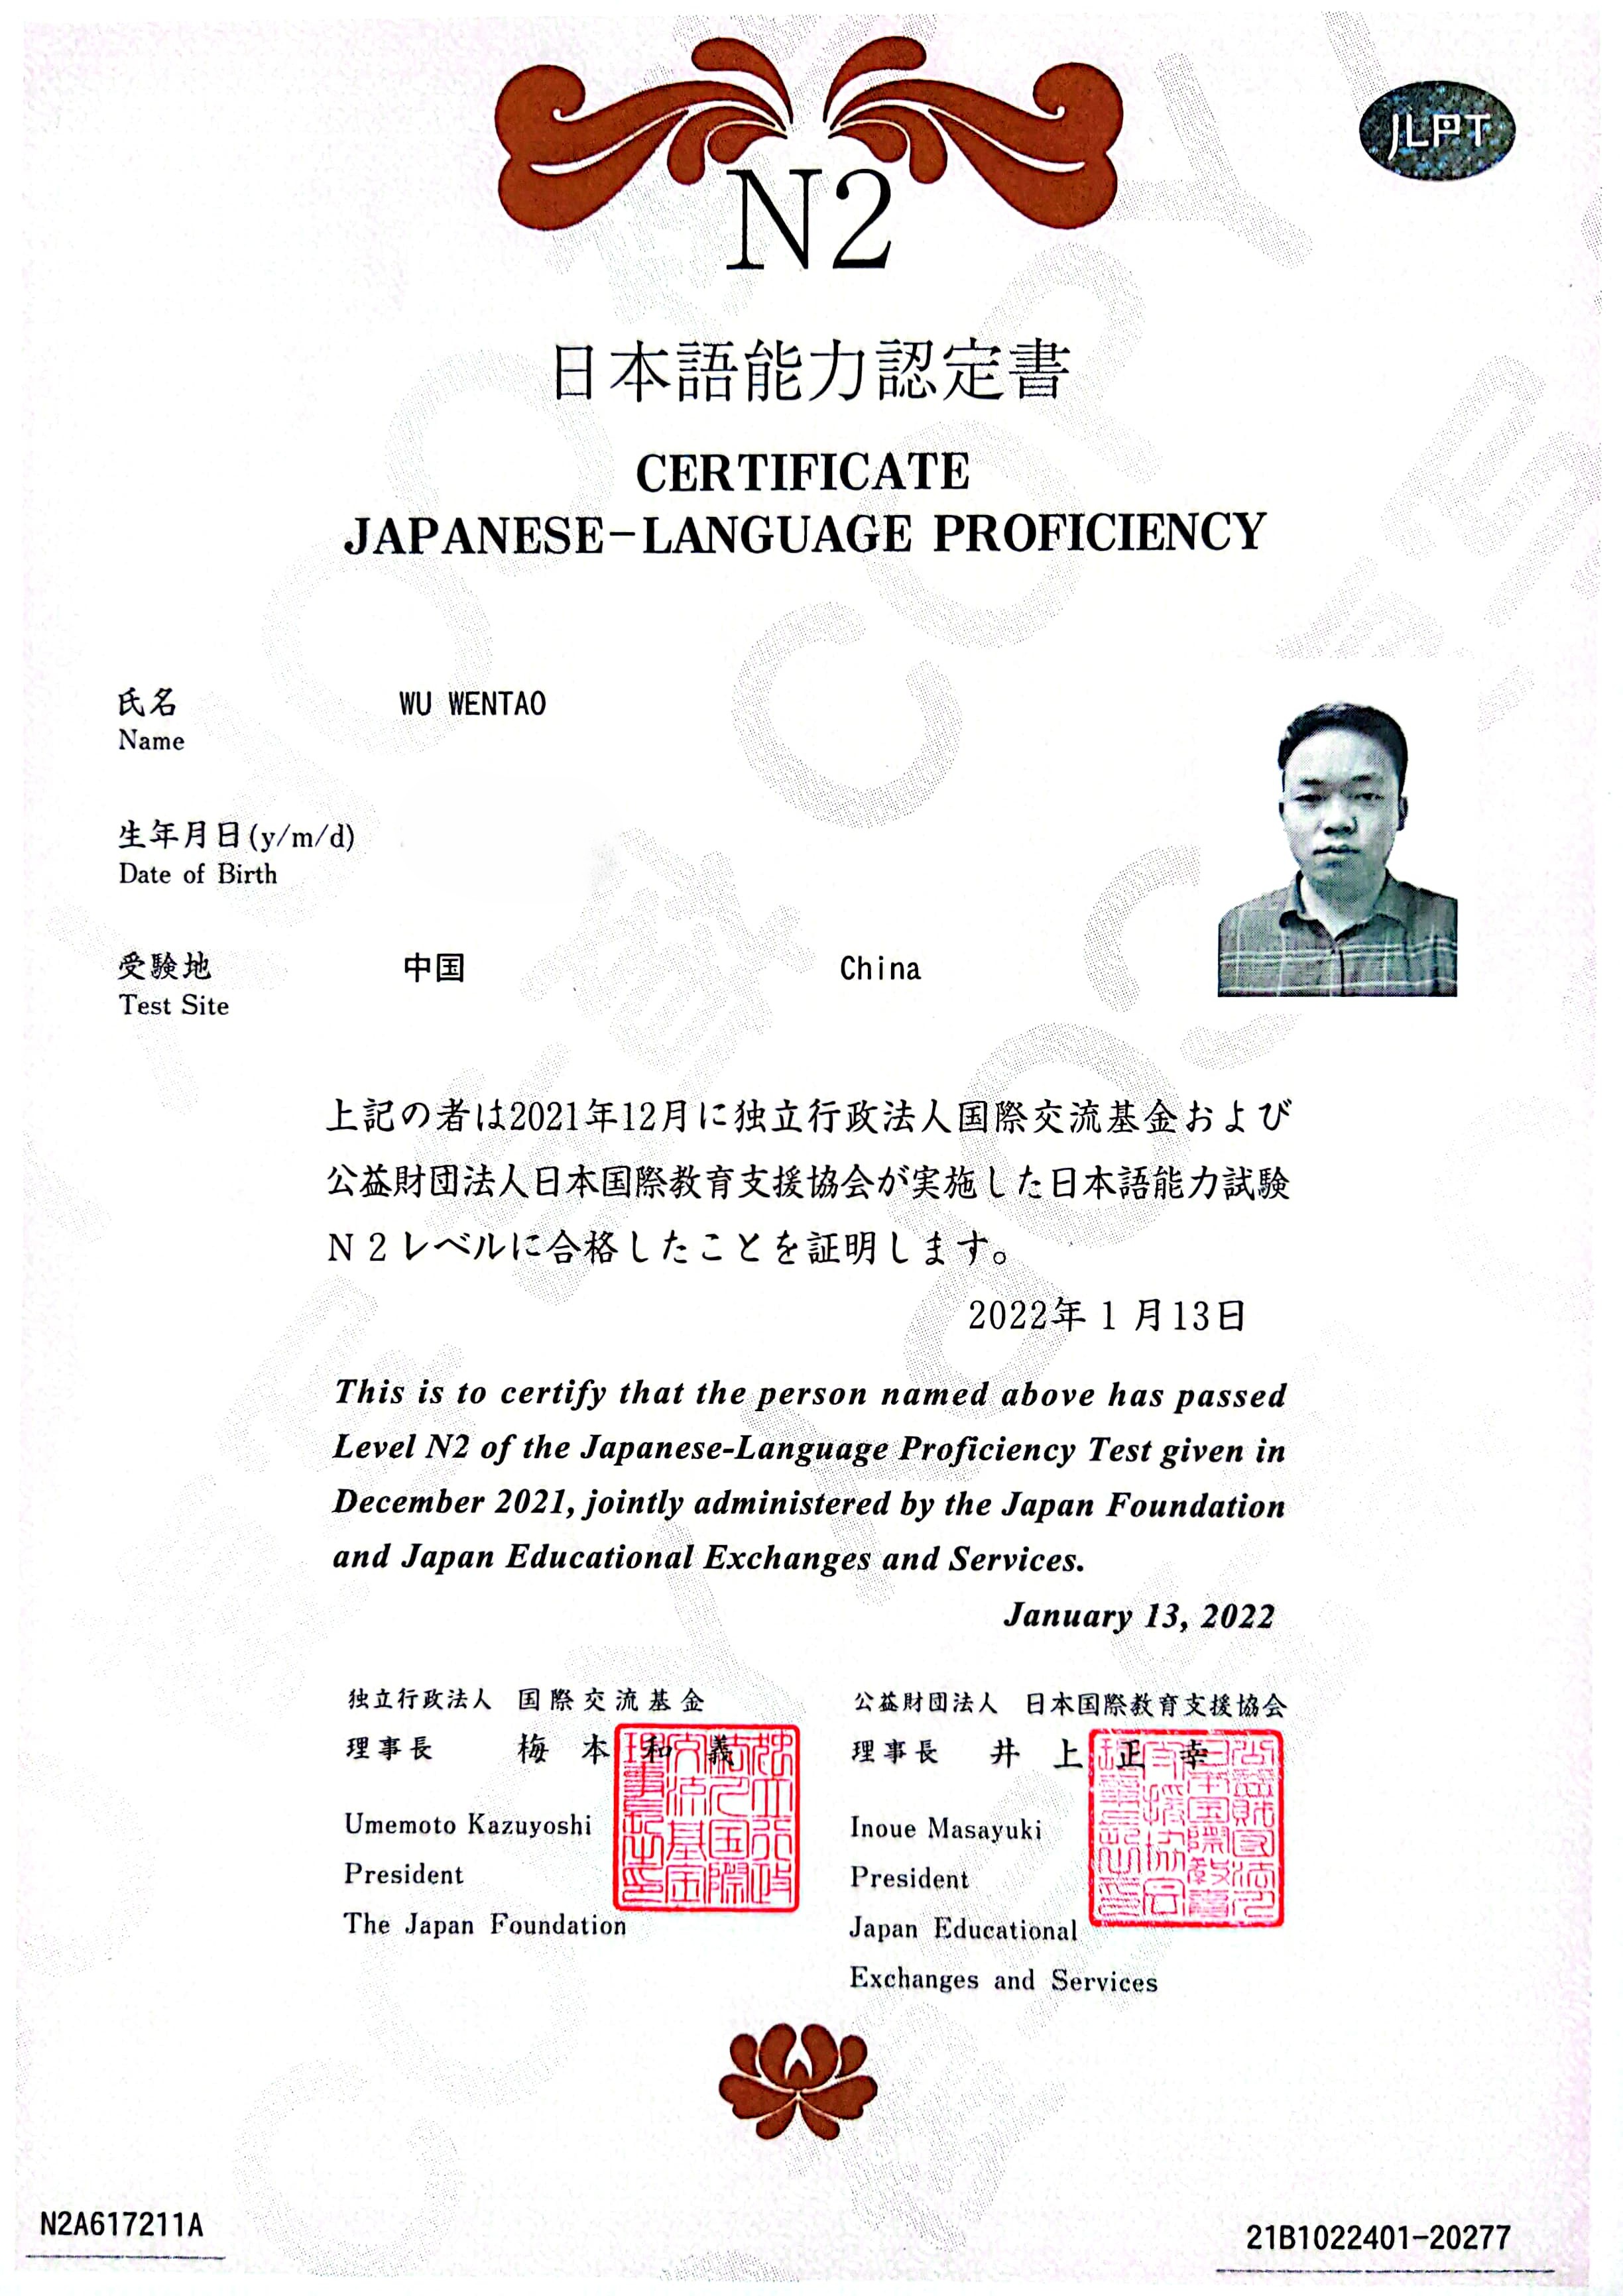 JLPT
N2
日本語能力認定書
CERTIFICATE
JAPANESE-LANGUAGE PROFICIENCY
氏名 WU WENTAO
Name
生年月日(y/m/d)
Date of Birth
受験地 中国 China
Test Site
上記の者は2021年12月に独立行政法人国際交流基金および
公益財団法人日本国際教育支援協会が実施した日本語能力試験
N2レベルに合格したことを証明します。
2022年1月13日
This is to certify that the person named above has passed
Level N2 of the Japanese-Language Proficiency Test given in
December 2021, jointly administered by the Japan Foundation
and Japan Educational Exchanges and Services.
January 13, 2022
独立行政法人 国際交流基金
理事長 梅本和義
Umemoto Kazuyoshi
President
The Japan Foundation
公益財団法人 日本国際教育支援協会
理事長 井上正幸
Inoue Masayuki
President
Japan Educational
Exchanges and Services
N2A617211A
21B1022401-20277